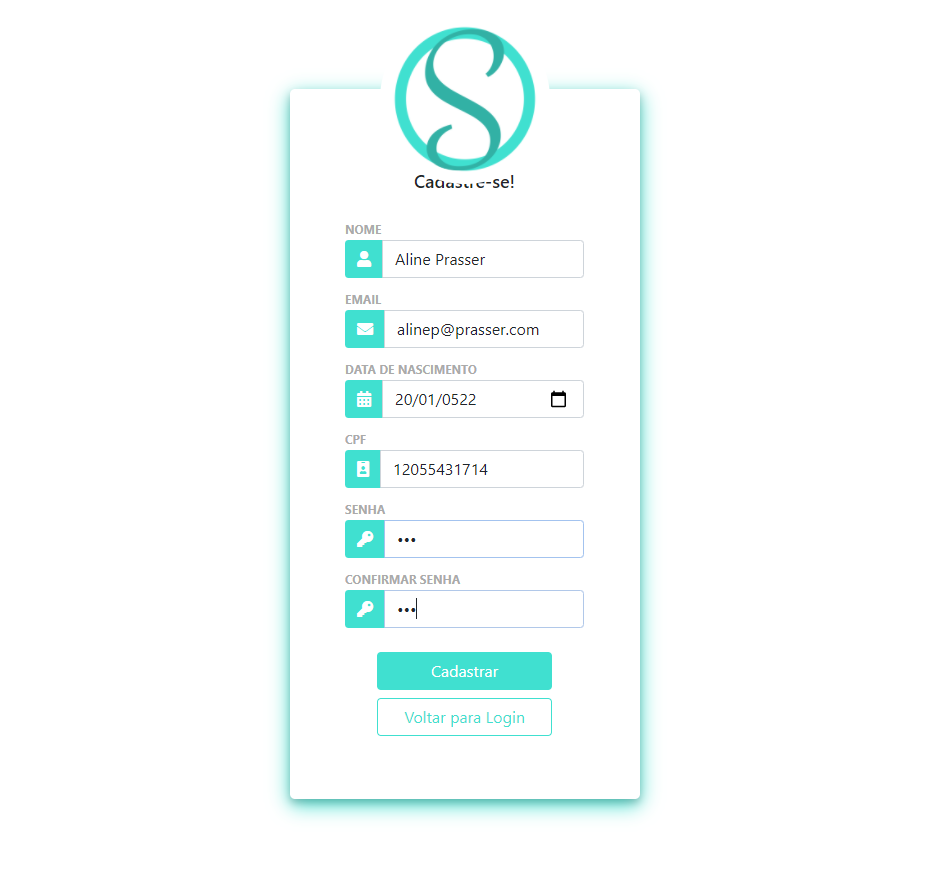 S
Cadastre-se!
NOME
Aline Prasser
EMAIL
alinep@prasser.com
DATA DE NASCIMENTO
20/01/0522
CPF
12055431714
SENHA
•••
CONFIRMAR SENHA
•••
Cadastrar
Voltar para Login